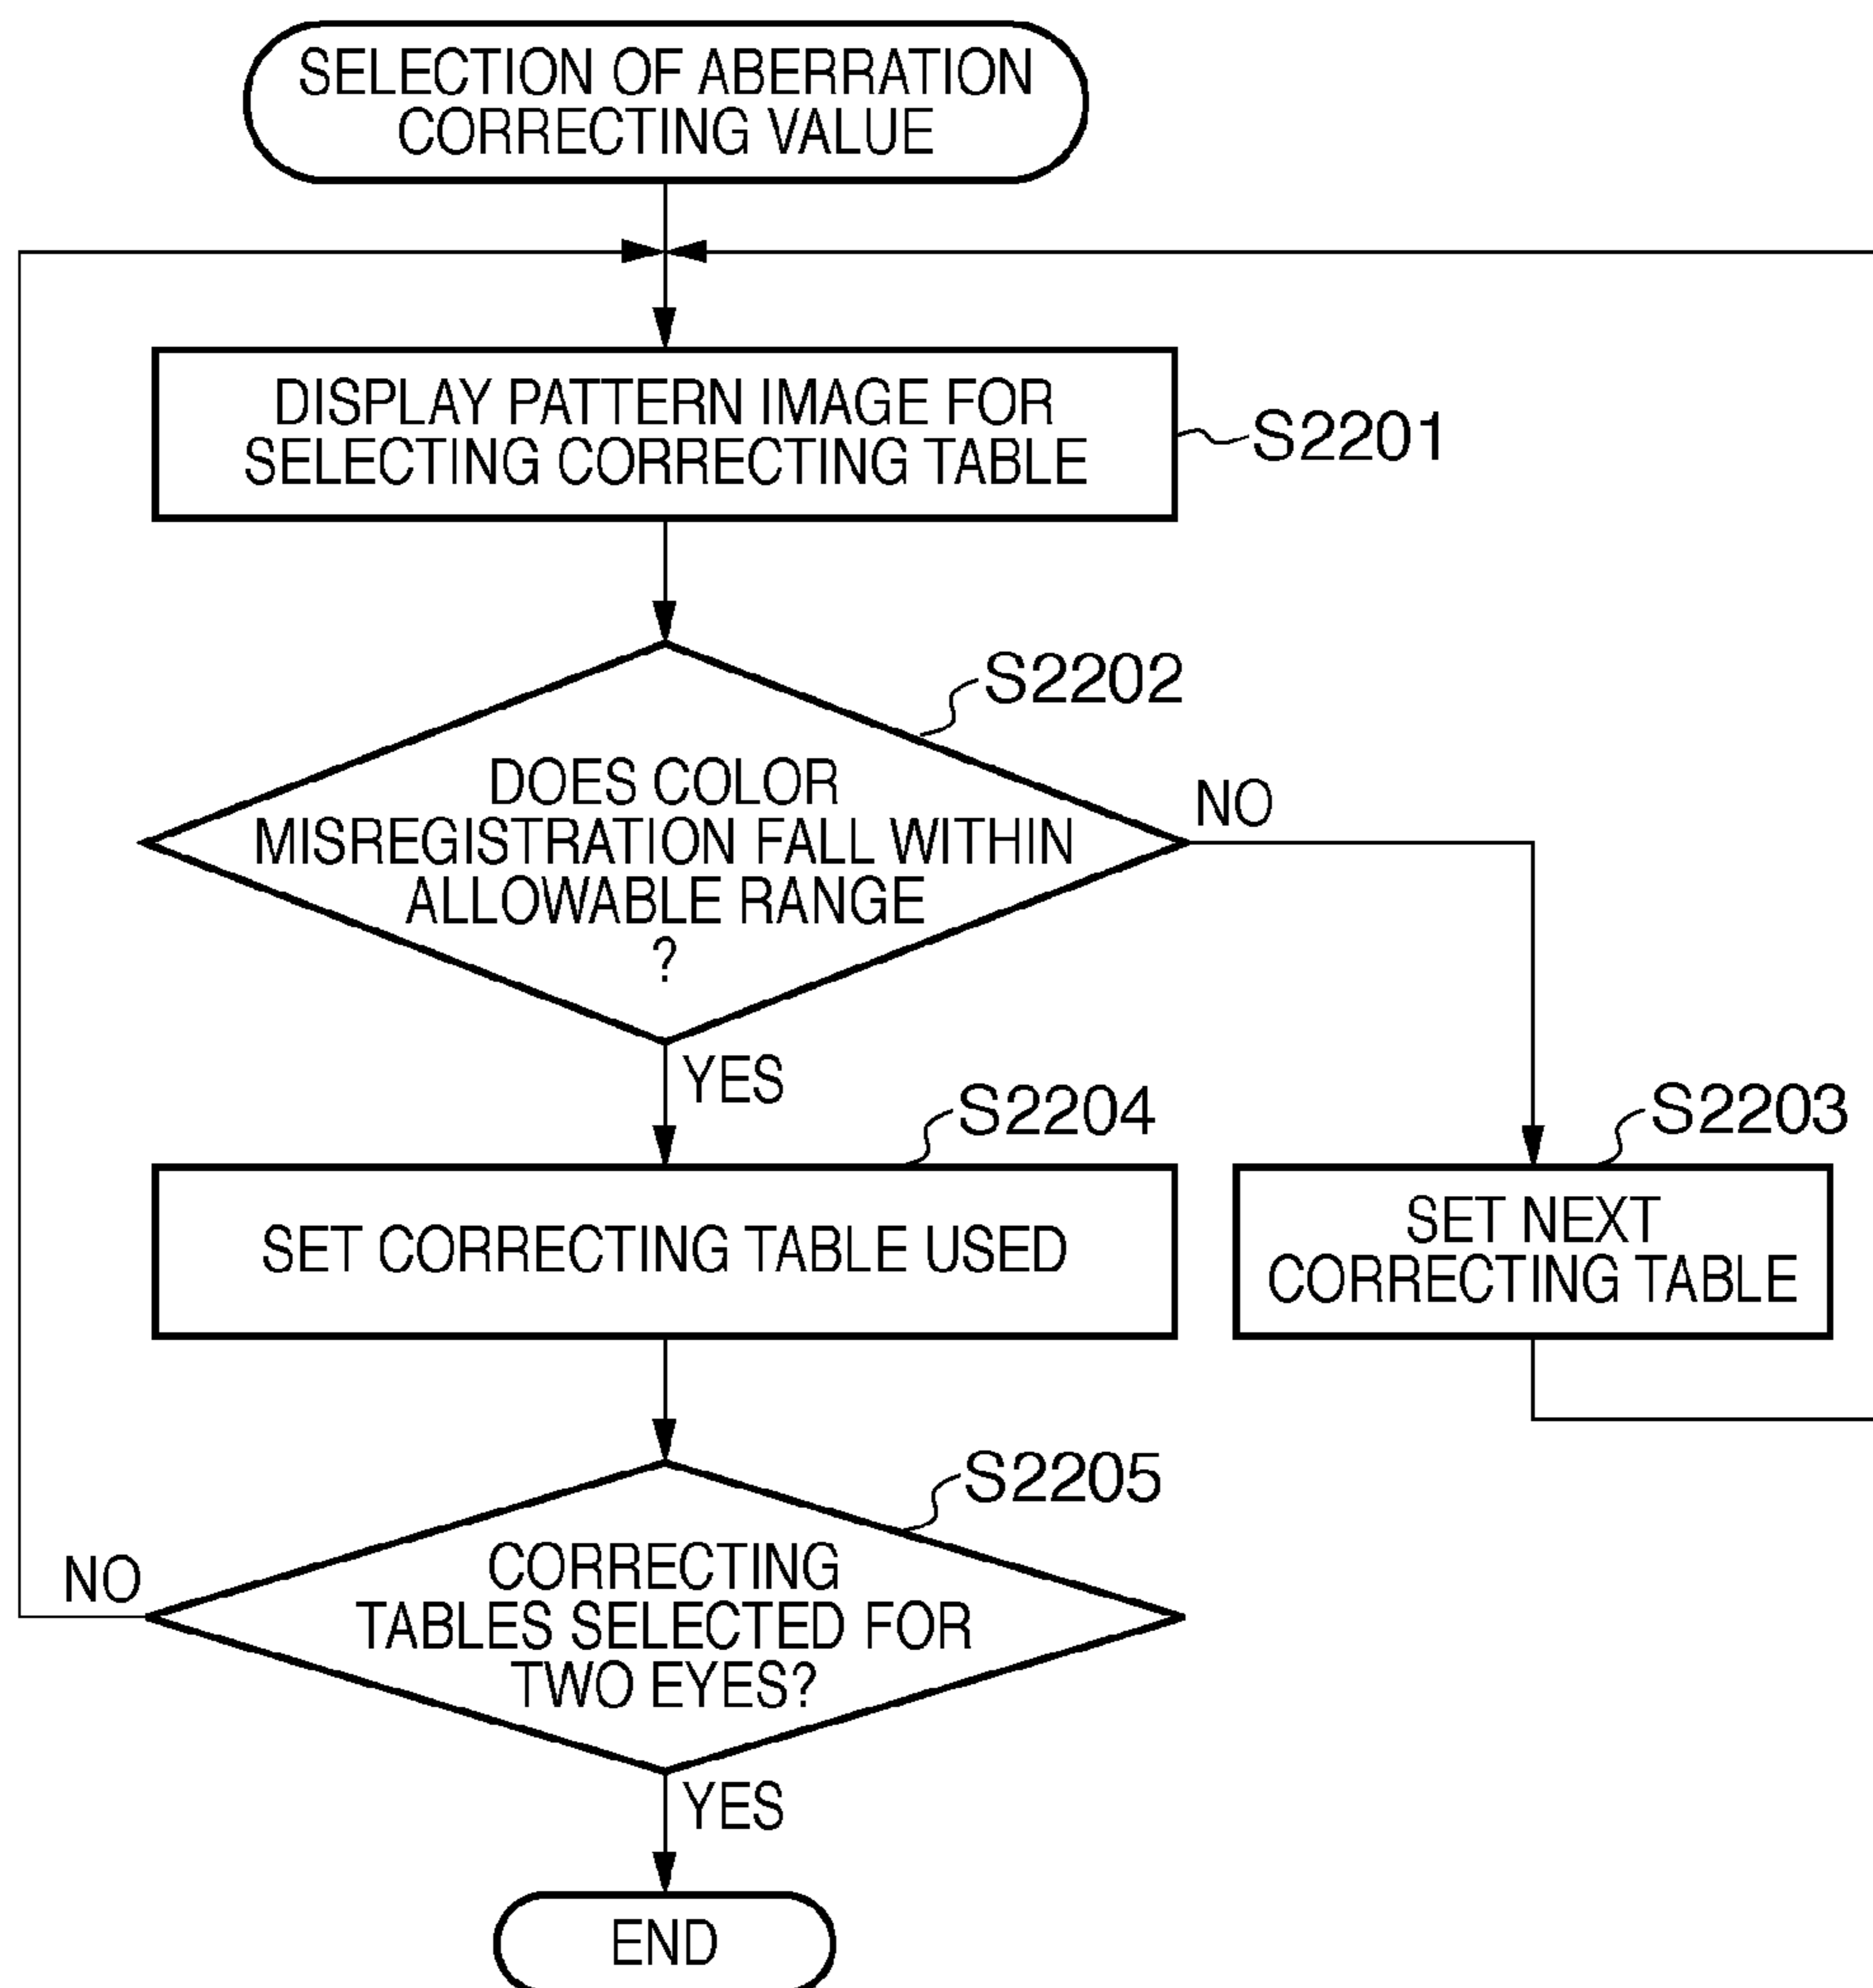 SELECTION OF ABERRATION
CORRECTING VALUE
DISPLAY PATTERN IMAGE FOR
SELECTING CORRECTING TABLE
S2201
S2202
DOES COLOR
MISREGISTRATION FALL WITHIN
ALLOWABLE RANGE
?
NO
YES
S2204
SET CORRECTING TABLE USED
S2203
SET NEXT
CORRECTING TABLE
S2205
CORRECTING
TABLES SELECTED FOR
TWO EYES?
NO
YES
END